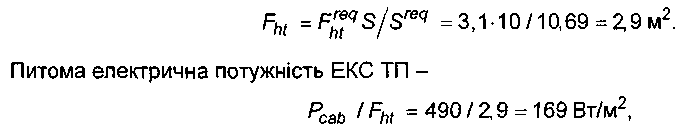 F_ht = F_ht^req S/S^req = 3,1·10 / 10,69 = 2,9 м².
Питома електрична потужність ЕКС ТП –
P_cab / F_ht = 490 / 2,9 = 169 Вт/м²,